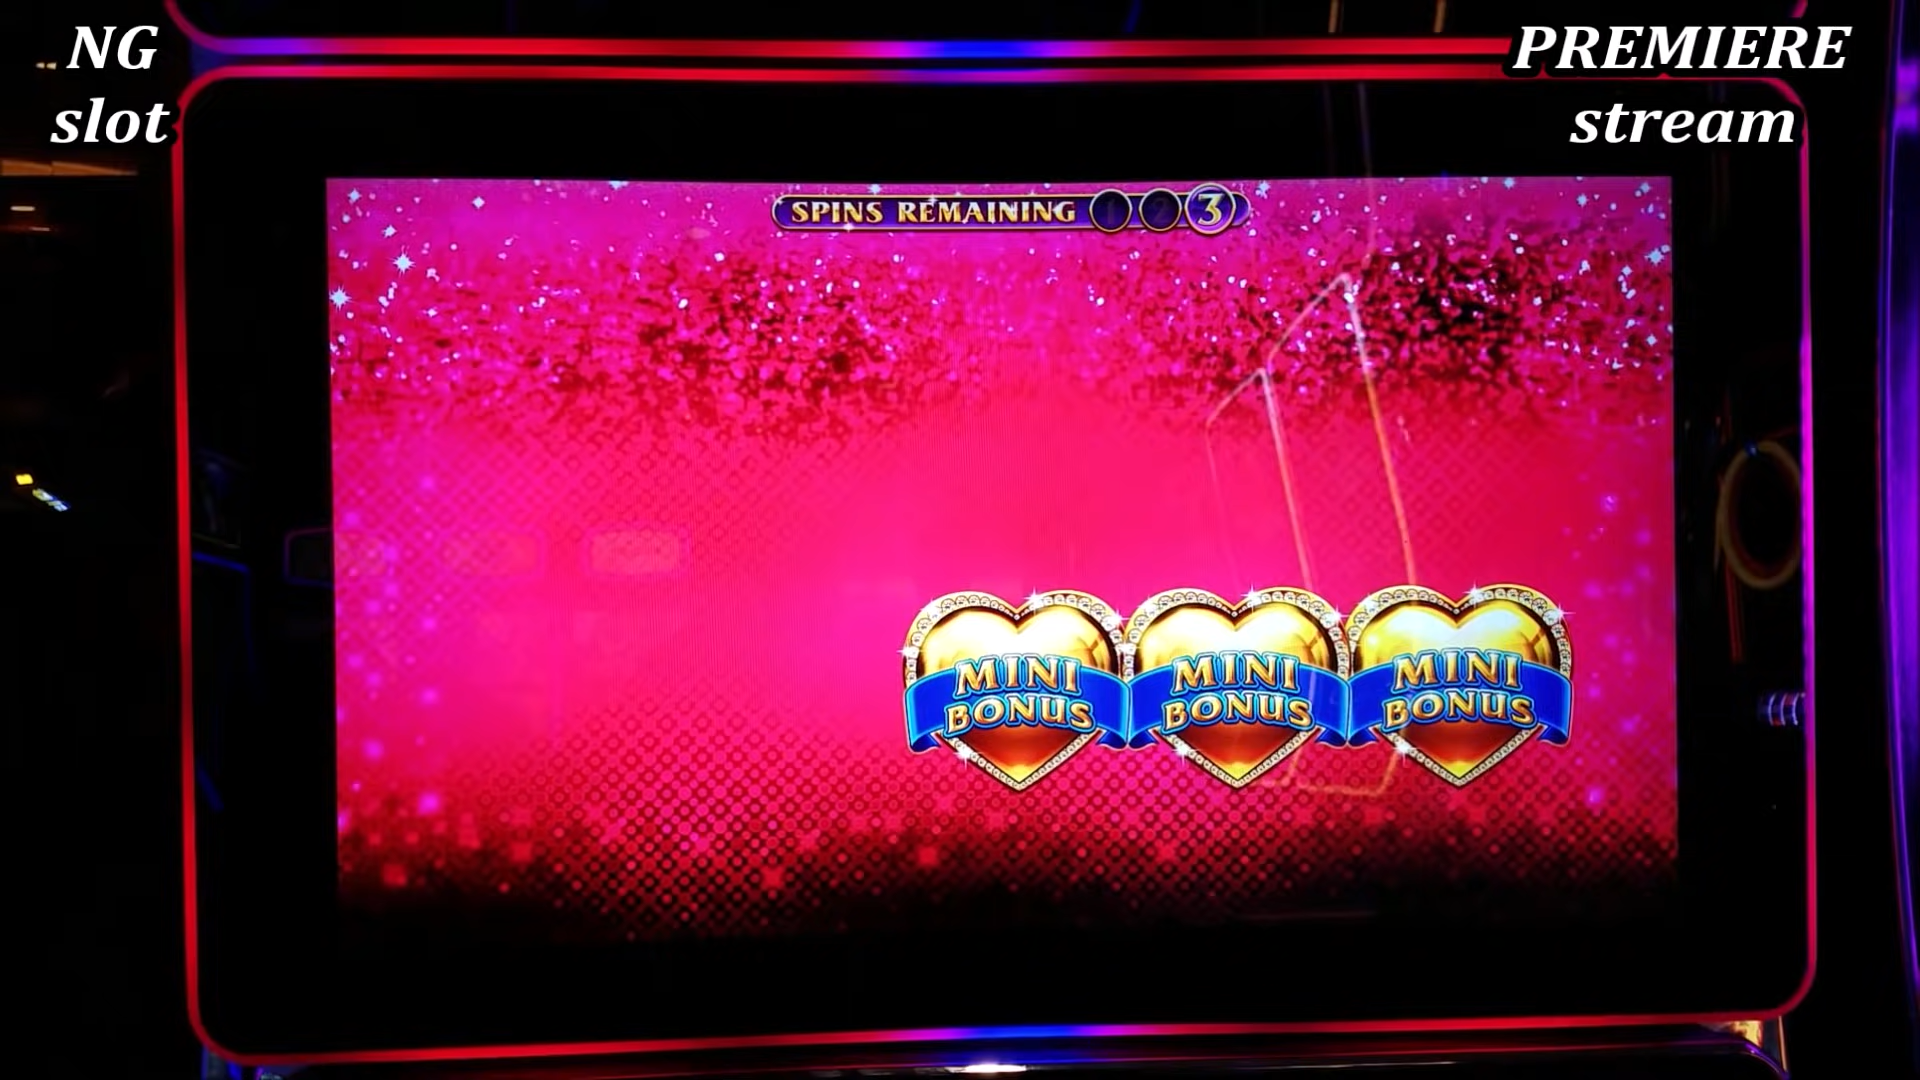 NG
slot
PREMIERE
stream
SPINS REMAINING 1 2 3
MINI
BONUS
MINI
BONUS
MINI
BONUS